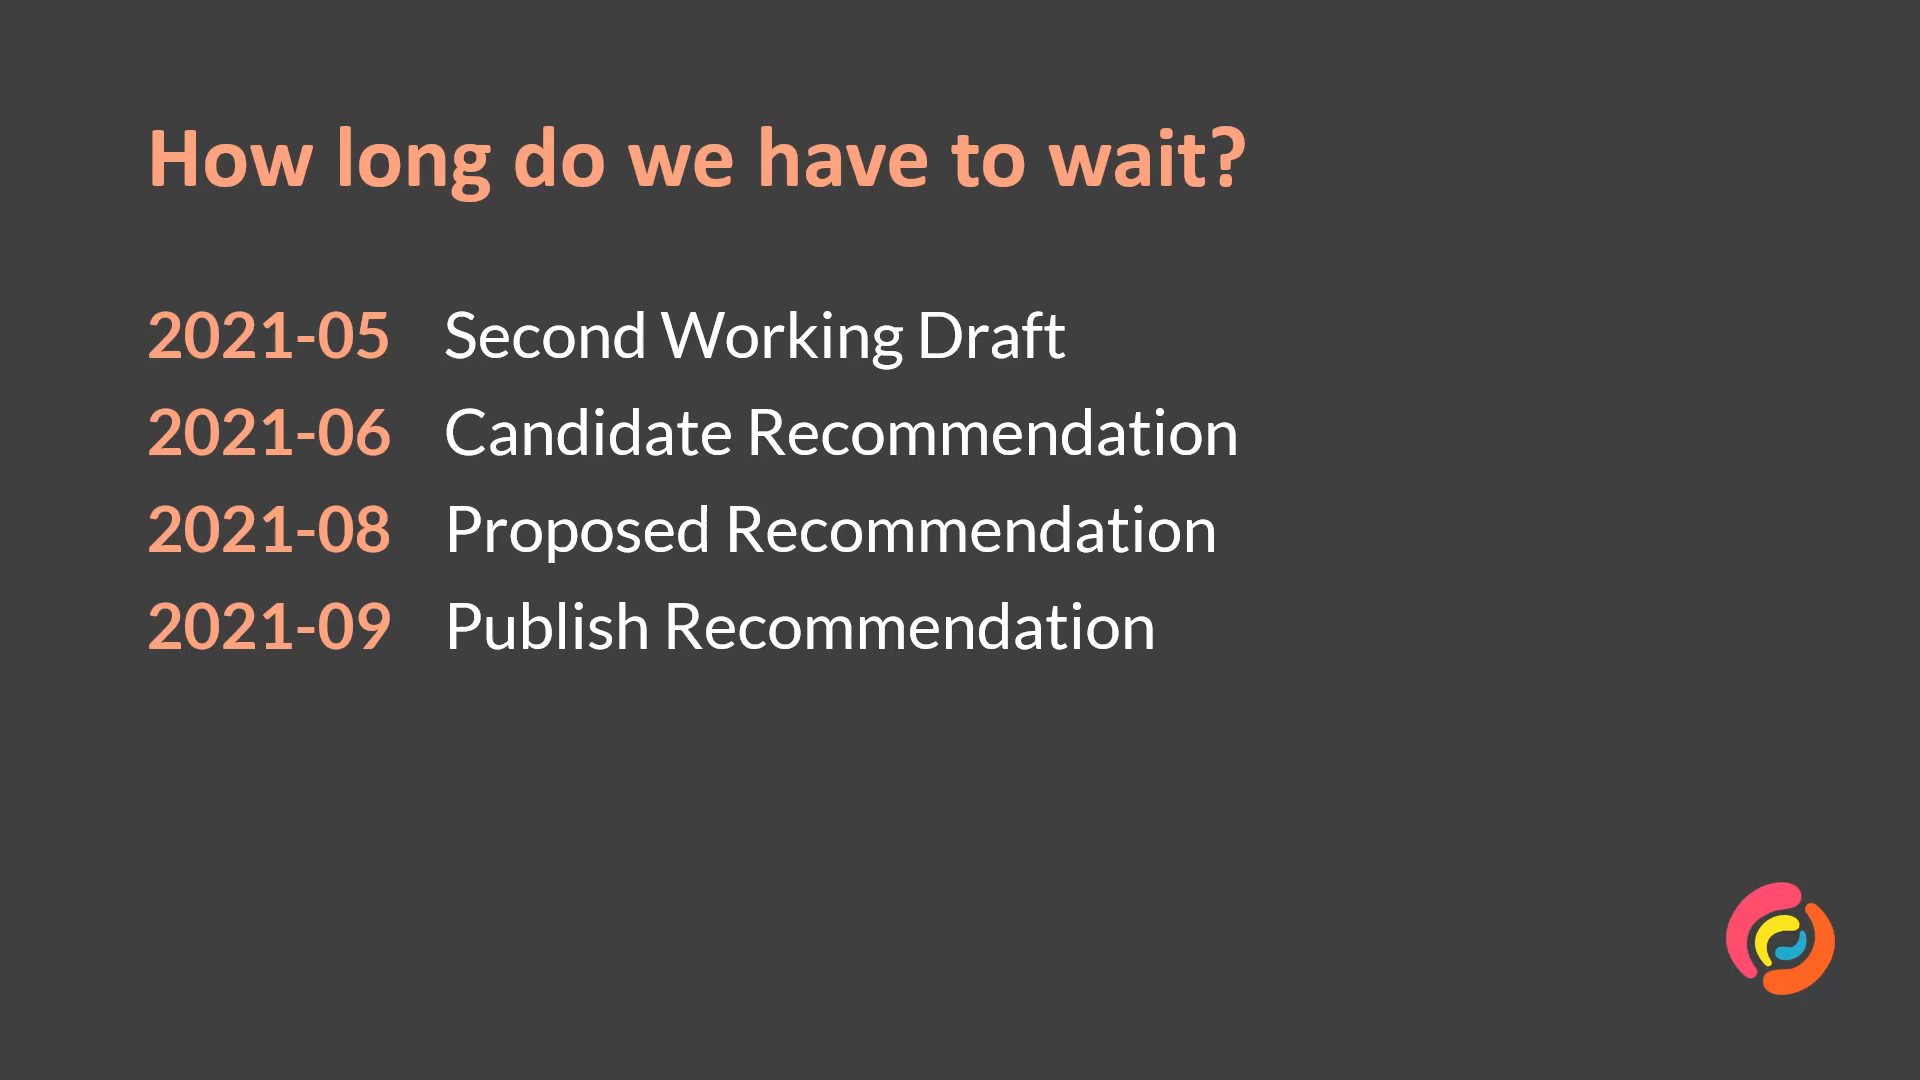 How long do we have to wait?
2021-05 Second Working Draft
2021-06 Candidate Recommendation
2021-08 Proposed Recommendation
2021-09 Publish Recommendation